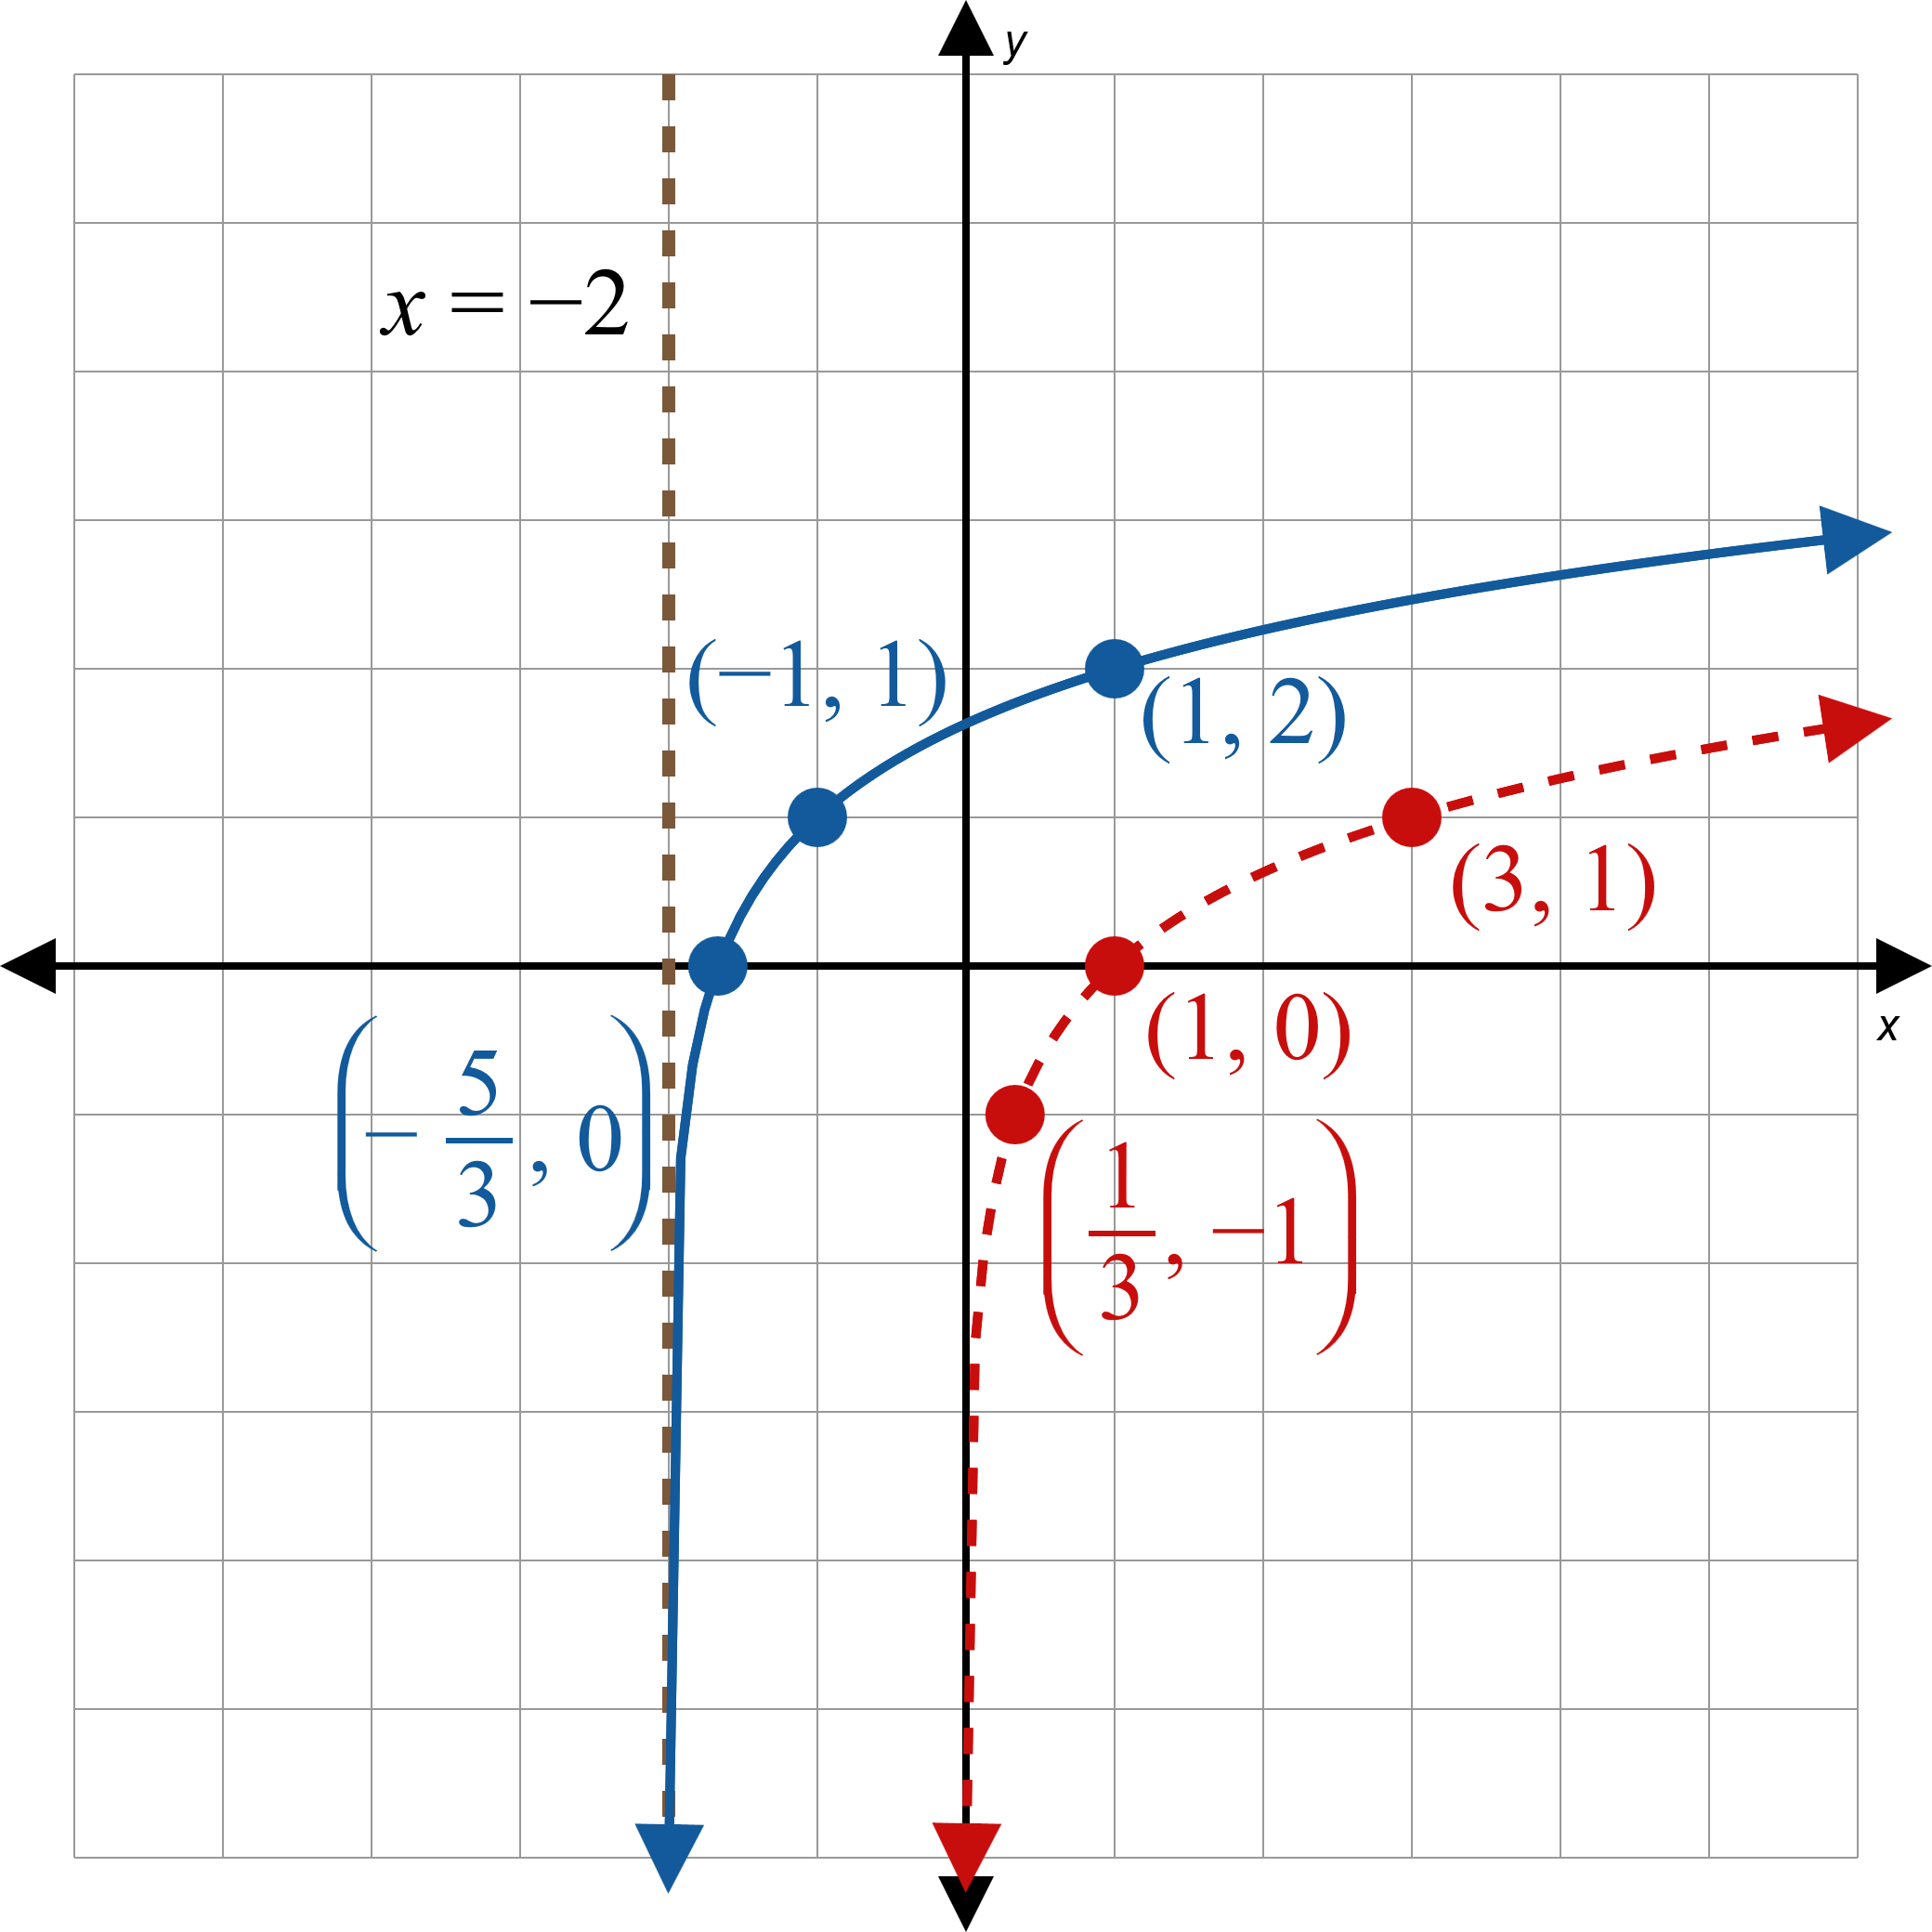 y
x = −2
(−1, 1)
(1, 2)
(3, 1)
(1, 0)
x
(−5/3, 0)
(1/3, −1)